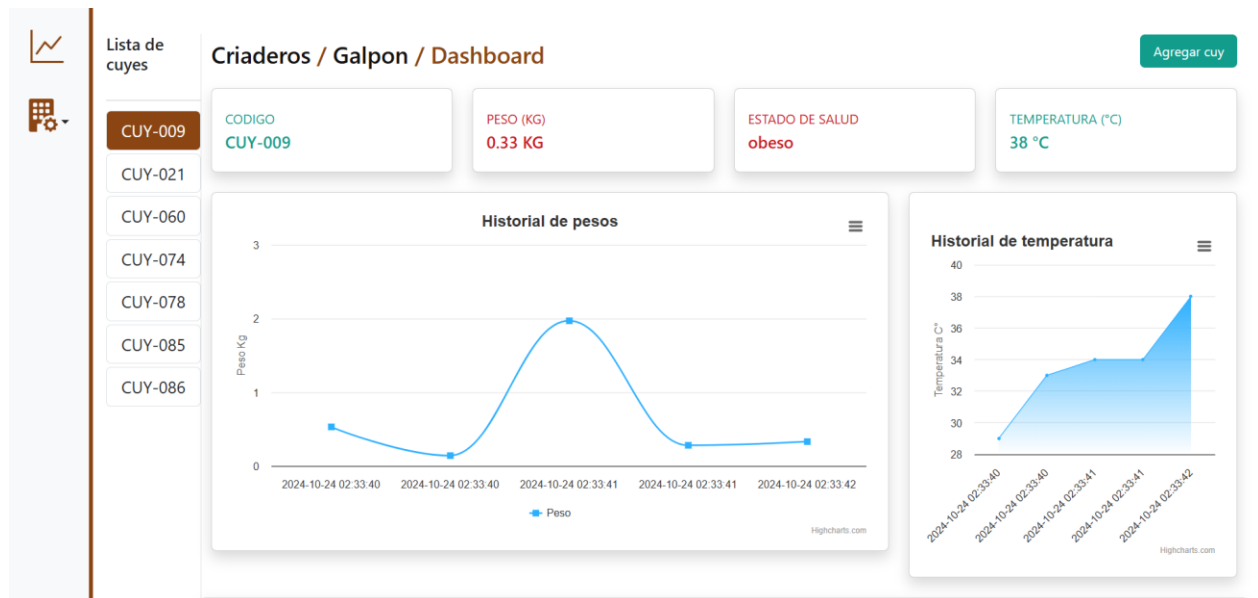 Lista de
cuyes
CUY-009
CUY-021
CUY-060
CUY-074
CUY-078
CUY-085
CUY-086
Criaderos / Galpon / Dashboard
Agregar cuy
CODIGO
CUY-009
PESO (KG)
0.33 KG
ESTADO DE SALUD
obeso
TEMPERATURA (°C)
38 °C
Historial de pesos
Peso Kg
3
2
1
0
2024-10-24 02:33:40
2024-10-24 02:33:40
2024-10-24 02:33:41
2024-10-24 02:33:41
2024-10-24 02:33:42
Peso
Highcharts.com
Historial de temperatura
Temperatura C°
40
38
36
34
32
30
28
2024-10-24 02:33:40
2024-10-24 02:33:40
2024-10-24 02:33:41
2024-10-24 02:33:41
2024-10-24 02:33:42
Highcharts.com